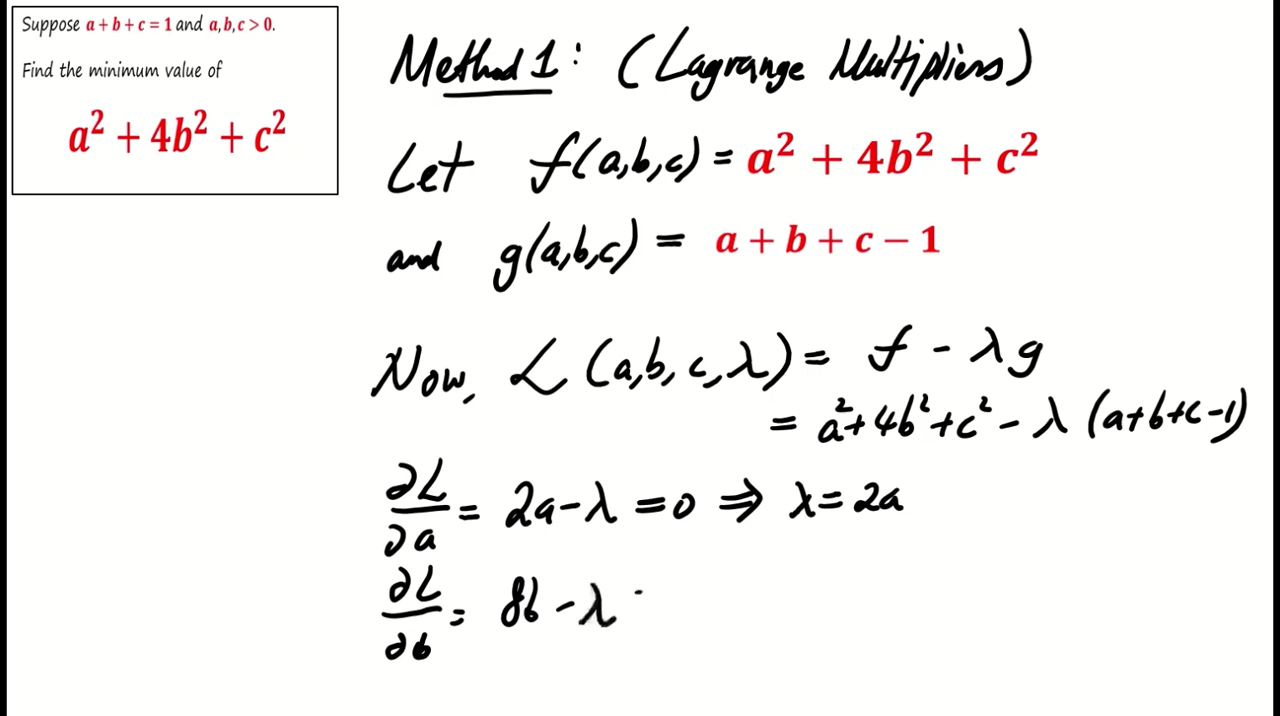 Suppose a + b + c = 1 and a, b, c > 0.
Find the minimum value of
a² + 4b² + c²
Method 1: (Lagrange Multipliers)
Let f(a,b,c) = a² + 4b² + c²
and g(a,b,c) = a + b + c − 1
Now, L (a,b,c,λ) = f − λg
= a²+4b²+c² − λ (a+b+c−1)
∂L/∂a = 2a − λ = 0 ⇒ λ = 2a
∂L/∂b = 8b − λ